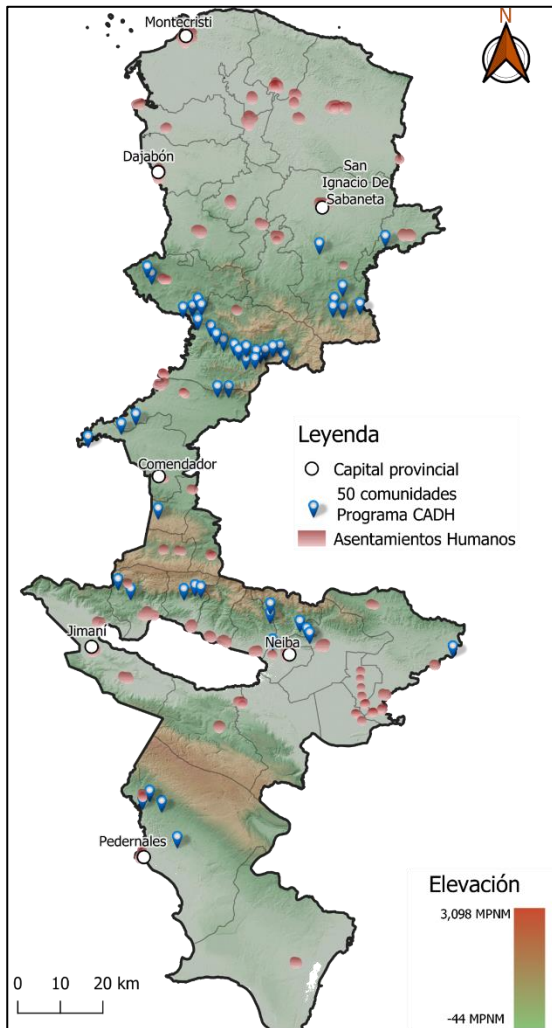 Montecristi
N
Dajabón
San
Ignacio De
Sabaneta
Leyenda
Capital provincial
50 comunidades
Programa CADH
Asentamientos Humanos
Comendador
Jimaní
Neiba
Pedernales
Elevación
3,098 MPNM
-44 MPNM
0 10 20 km